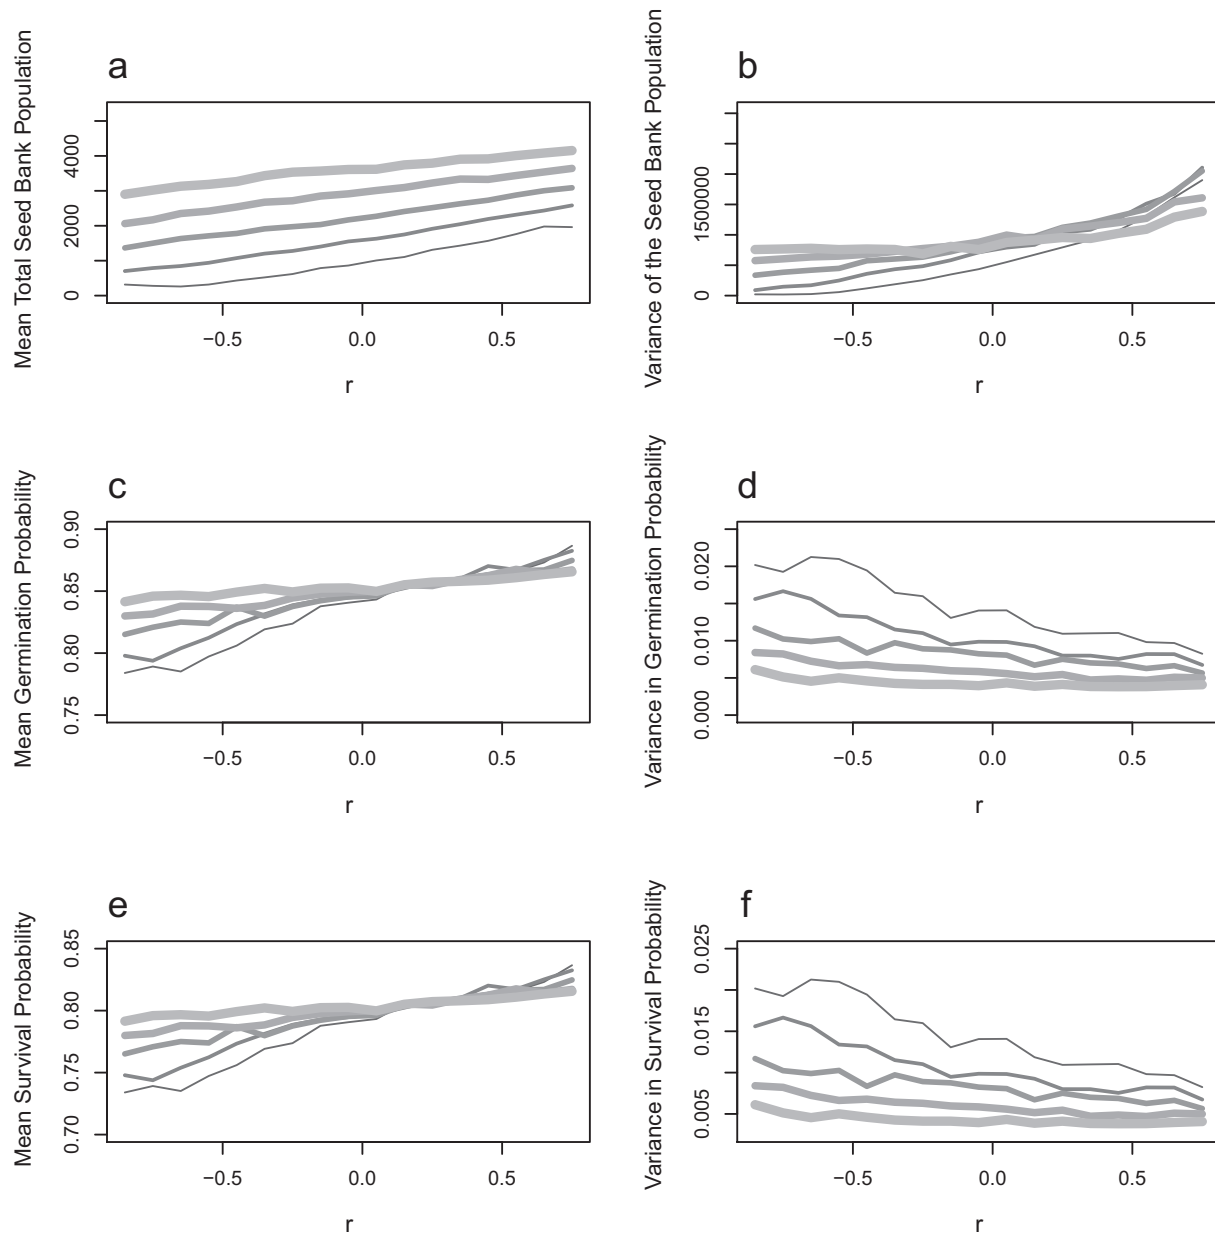 a
Mean Total Seed Bank Population
4000
2000
0
−0.5
0.0
0.5
r
b
Variance of the Seed Bank Population
1500000
0
−0.5
0.0
0.5
r
c
Mean Germination Probability
0.90
0.85
0.80
0.75
−0.5
0.0
0.5
r
d
Variance in Germination Probability
0.020
0.010
0.000
−0.5
0.0
0.5
r
e
Mean Survival Probability
0.85
0.80
0.75
0.70
−0.5
0.0
0.5
r
f
Variance in Survival Probability
0.025
0.015
0.005
−0.5
0.0
0.5
r